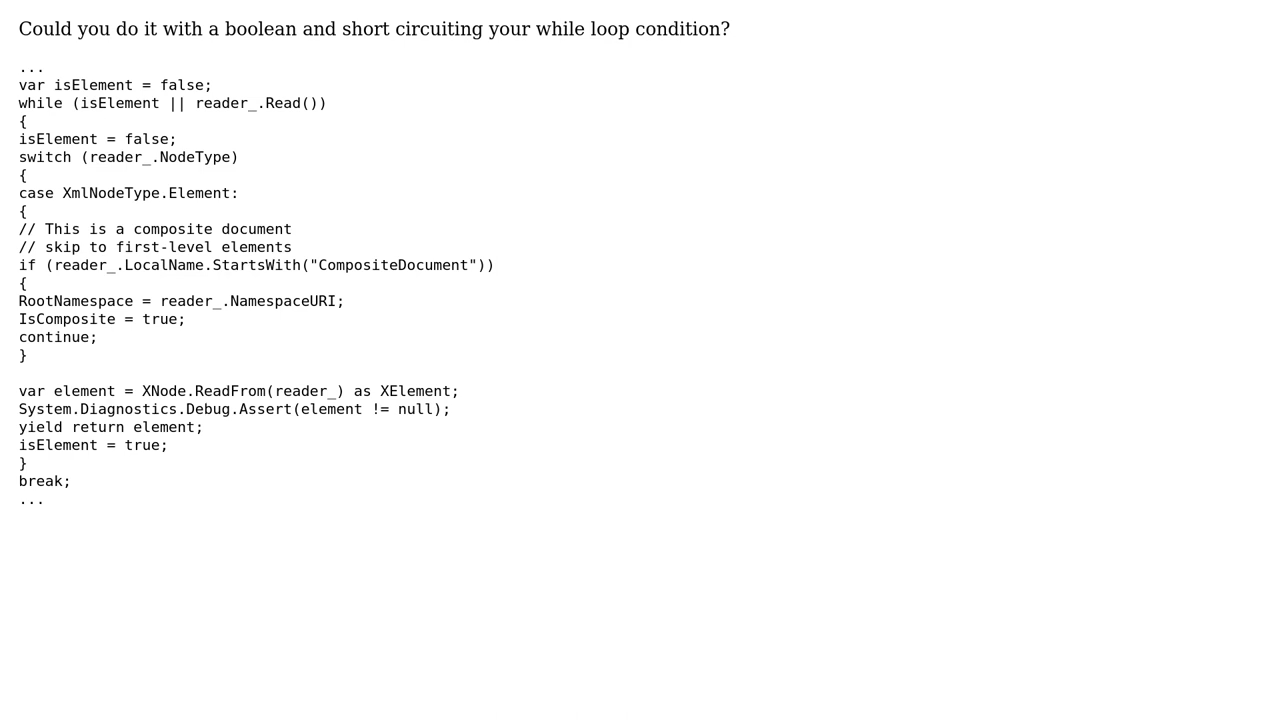 Could you do it with a boolean and short circuiting your while loop condition?
...
var isElement = false;
while (isElement || reader_.Read())
{
isElement = false;
switch (reader_.NodeType)
{
case XmlNodeType.Element:
{
// This is a composite document
// skip to first-level elements
if (reader_.LocalName.StartsWith("CompositeDocument"))
{
RootNamespace = reader_.NamespaceURI;
IsComposite = true;
continue;
}
var element = XNode.ReadFrom(reader_) as XElement;
System.Diagnostics.Debug.Assert(element != null);
yield return element;
isElement = true;
}
break;
...